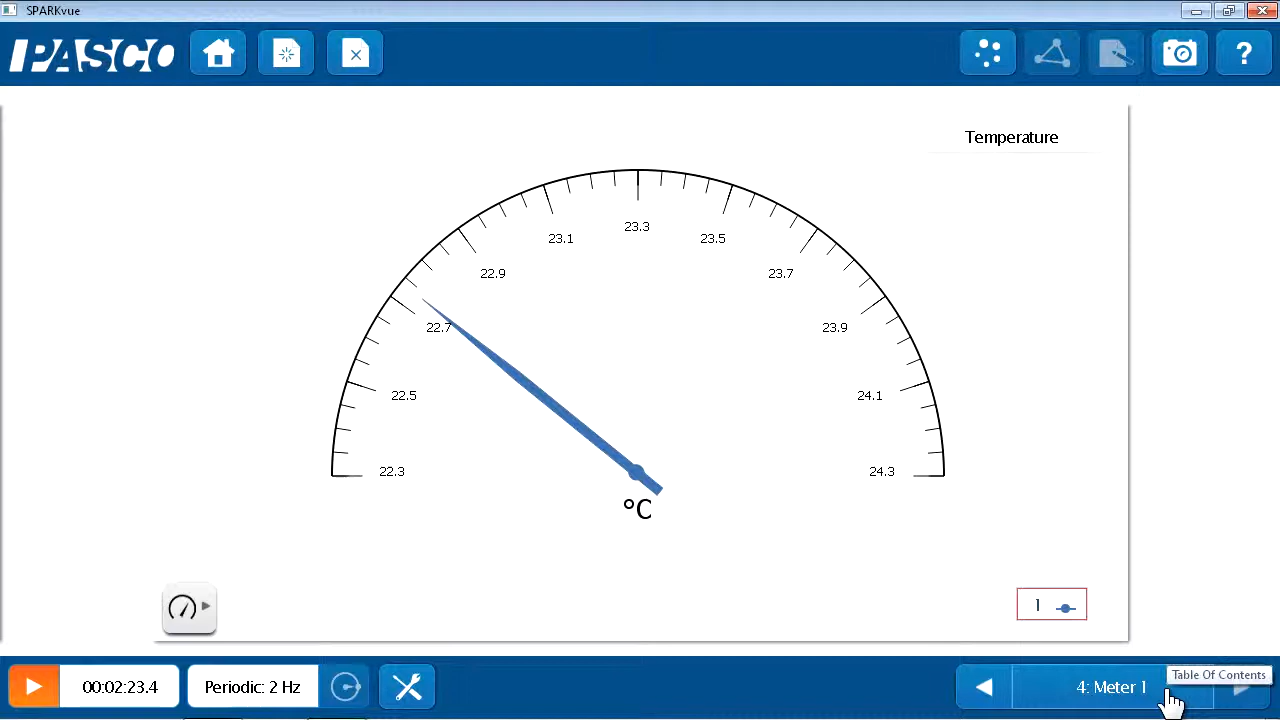 SPARKvue
PASCO
?
Temperature
23.3
23.1
23.5
22.9
23.7
22.7
23.9
22.5
24.1
22.3
24.3
°C
1
00:02:23.4
Periodic: 2 Hz
4: Meter 1
Table Of Contents